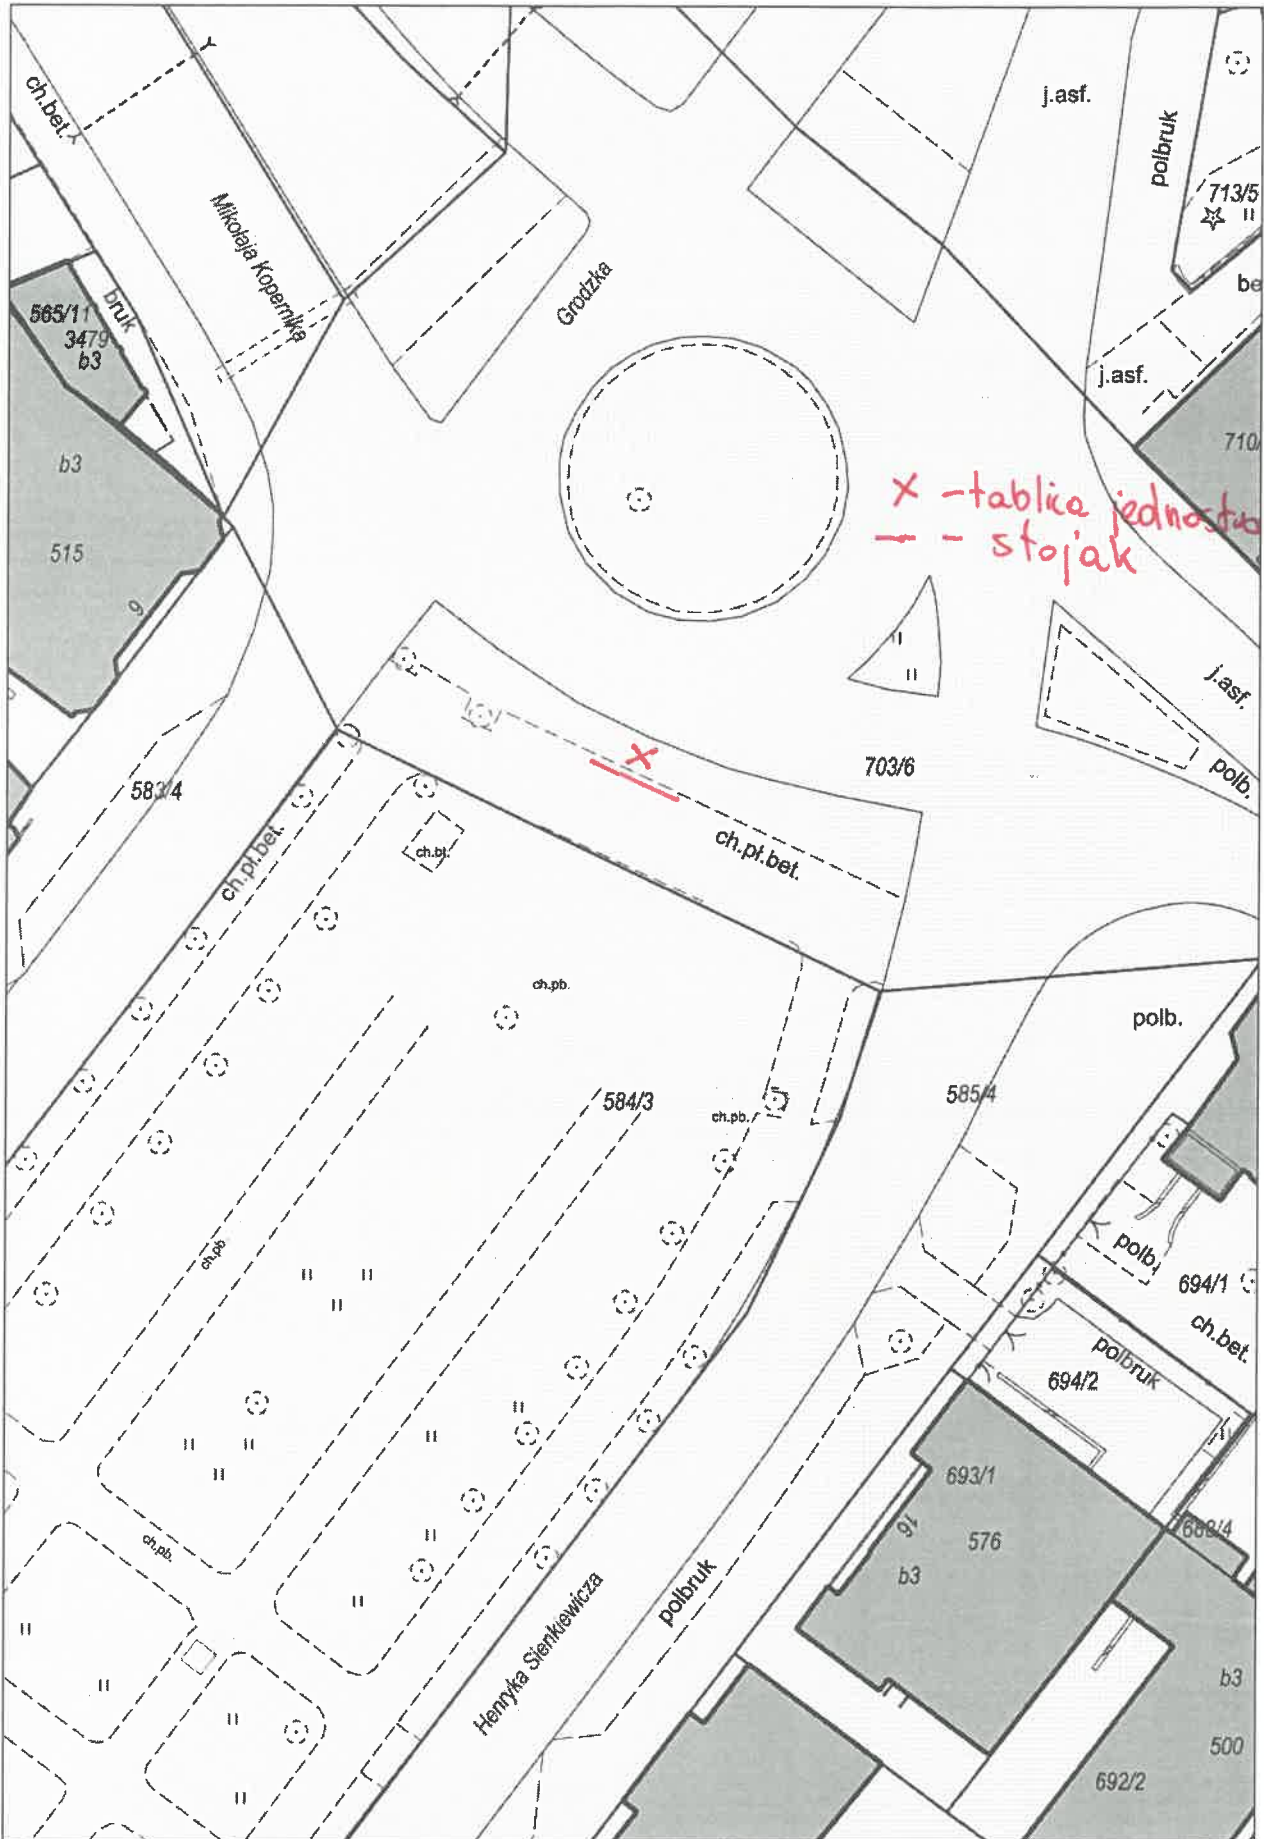 ch.bet.
j.asf.
polbruk
713/5
Mikołaja Kopernika
Grodzka
be
bruk
565/11
3479
b3
j.asf.
710/
b3
X - tablica jednostro
— - stojak
515
9
j.asf.
703/6
polb.
583/4
ch.pł.bet.
ch.bt.
ch.pł.bet.
ch.pb.
polb.
584/3
ch.pb.
585/4
ch.pb
polb.
694/1
ch.bet.
polbruk
694/2
693/1
16
576
688/4
b3
ch.pb.
Henryka Sienkiewicza
polbruk
b3
500
692/2